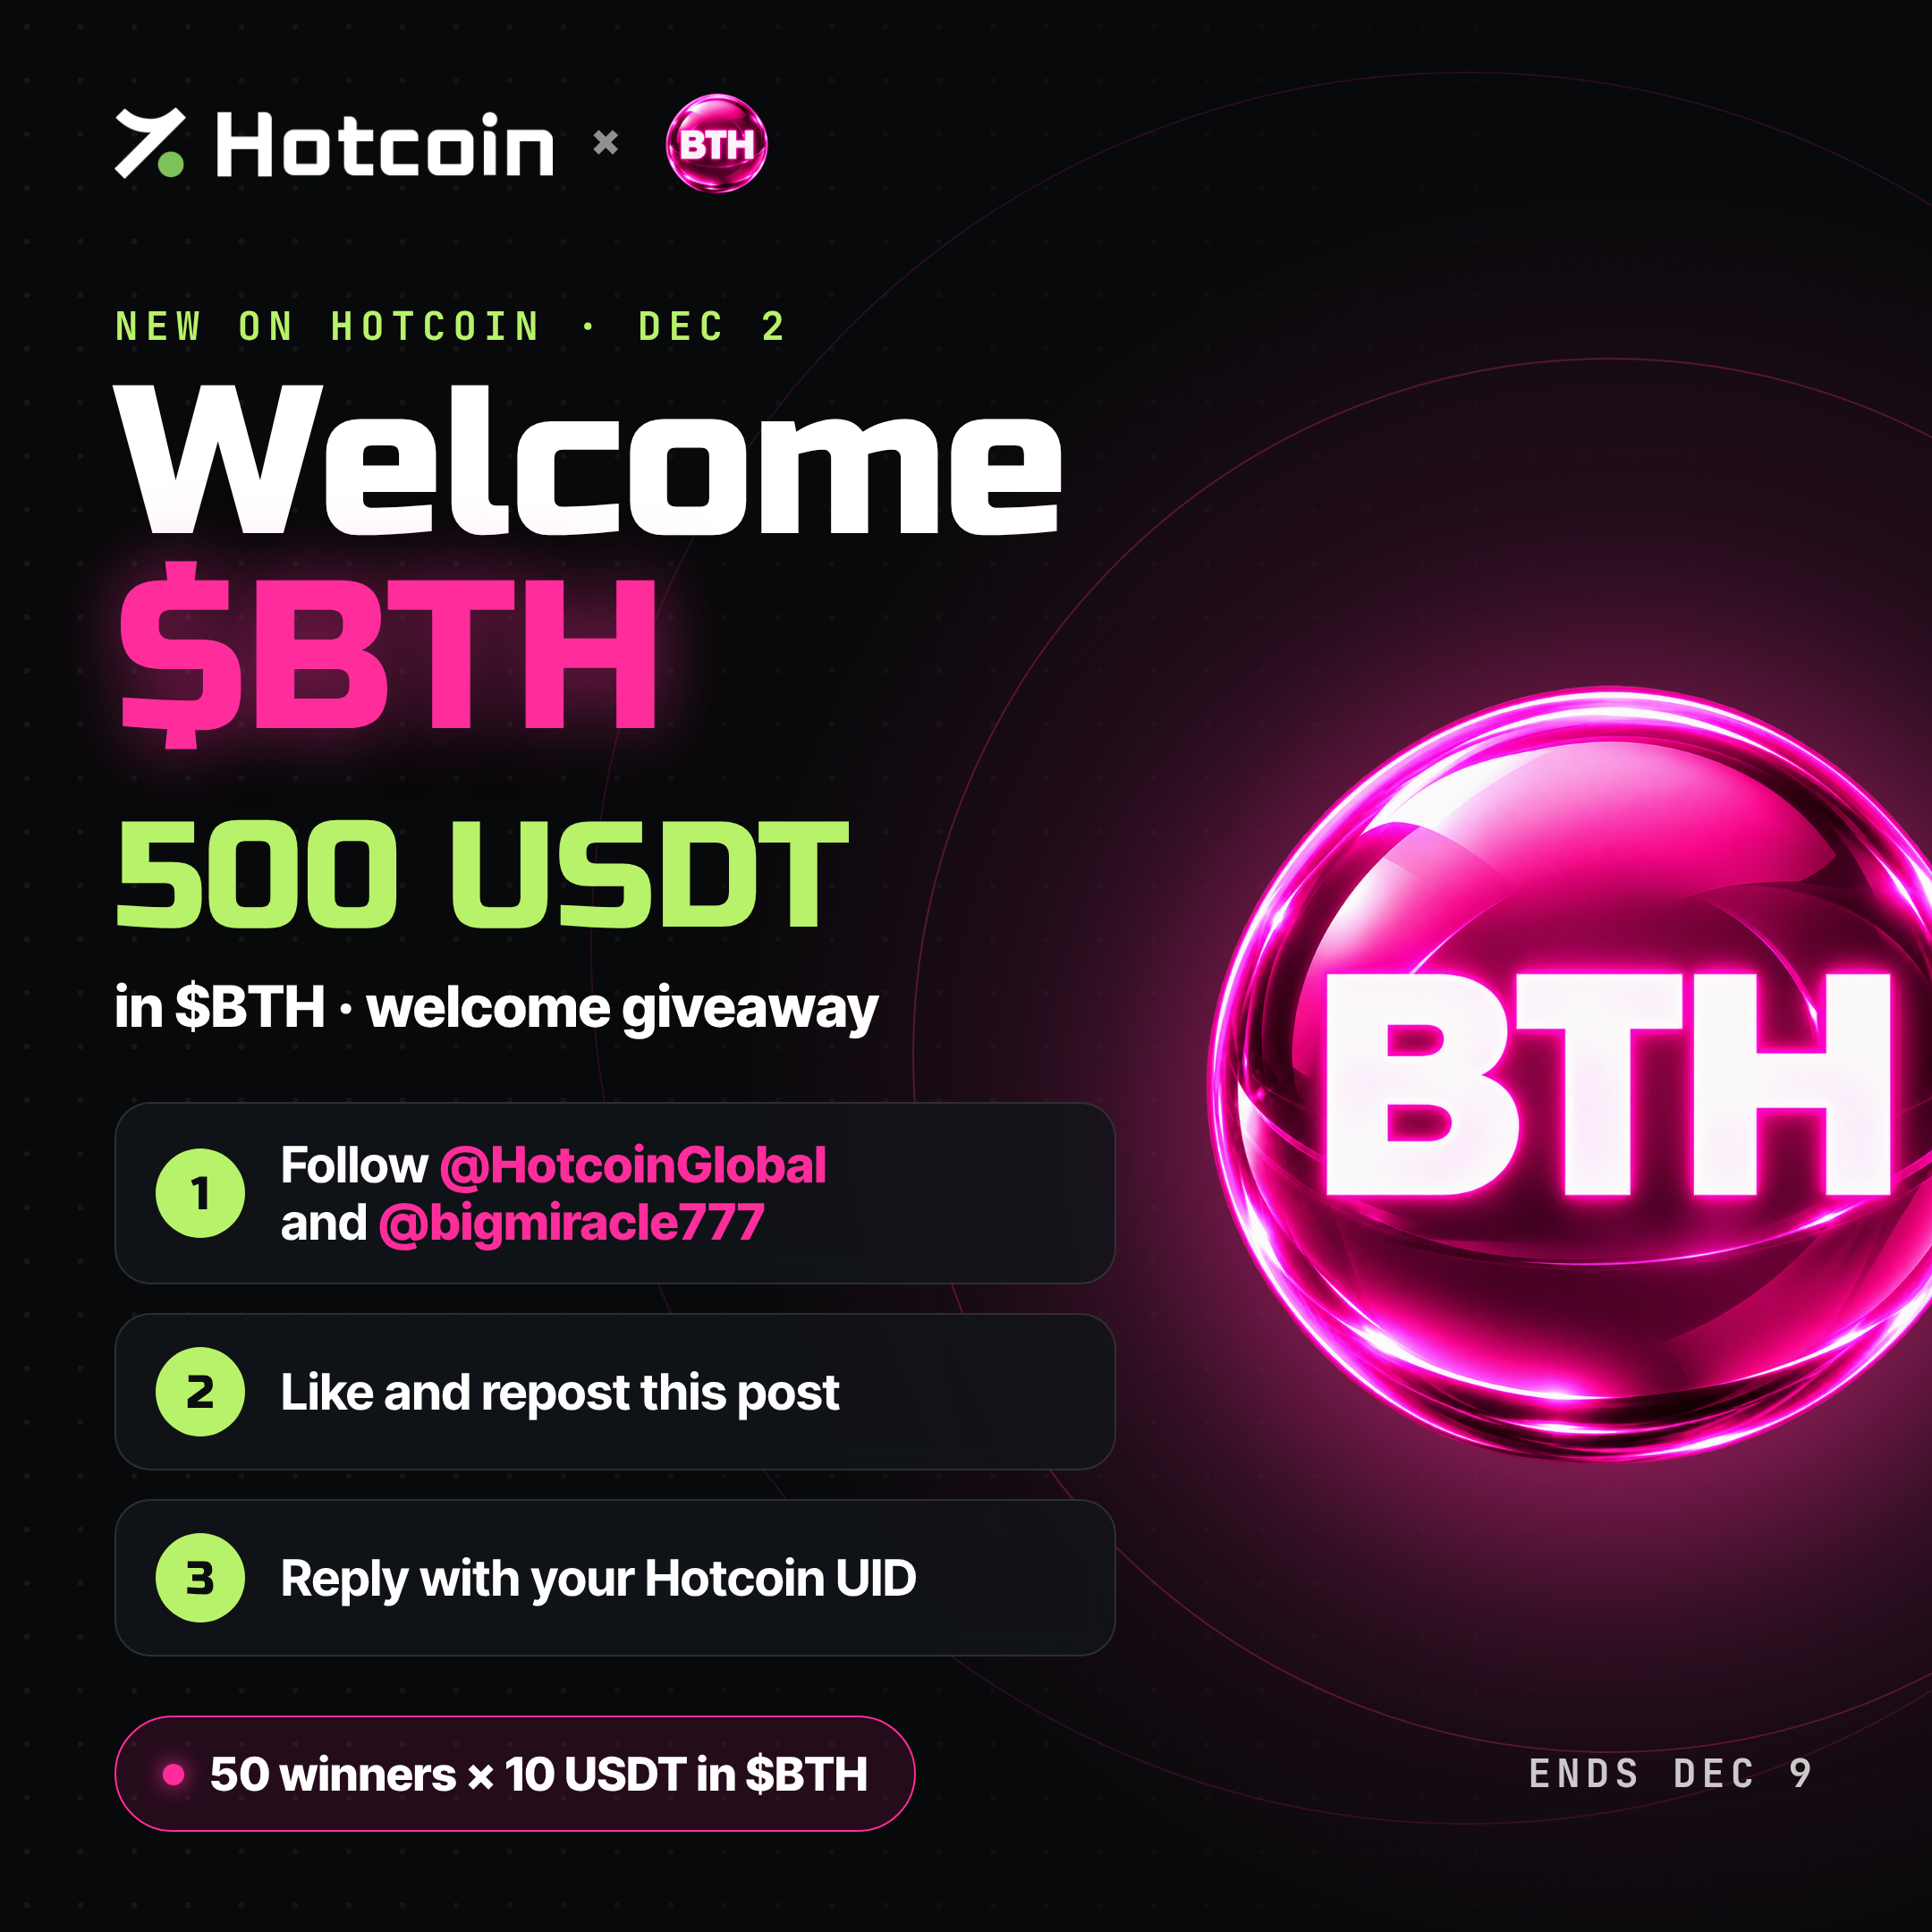 Hotcoin × BTH
NEW ON HOTCOIN · DEC 2
Welcome
$BTH
500 USDT
in $BTH · welcome giveaway
1 Follow @HotcoinGlobal
and @bigmiracle777
2 Like and repost this post
3 Reply with your Hotcoin UID
BTH
50 winners × 10 USDT in $BTH
ENDS DEC 9